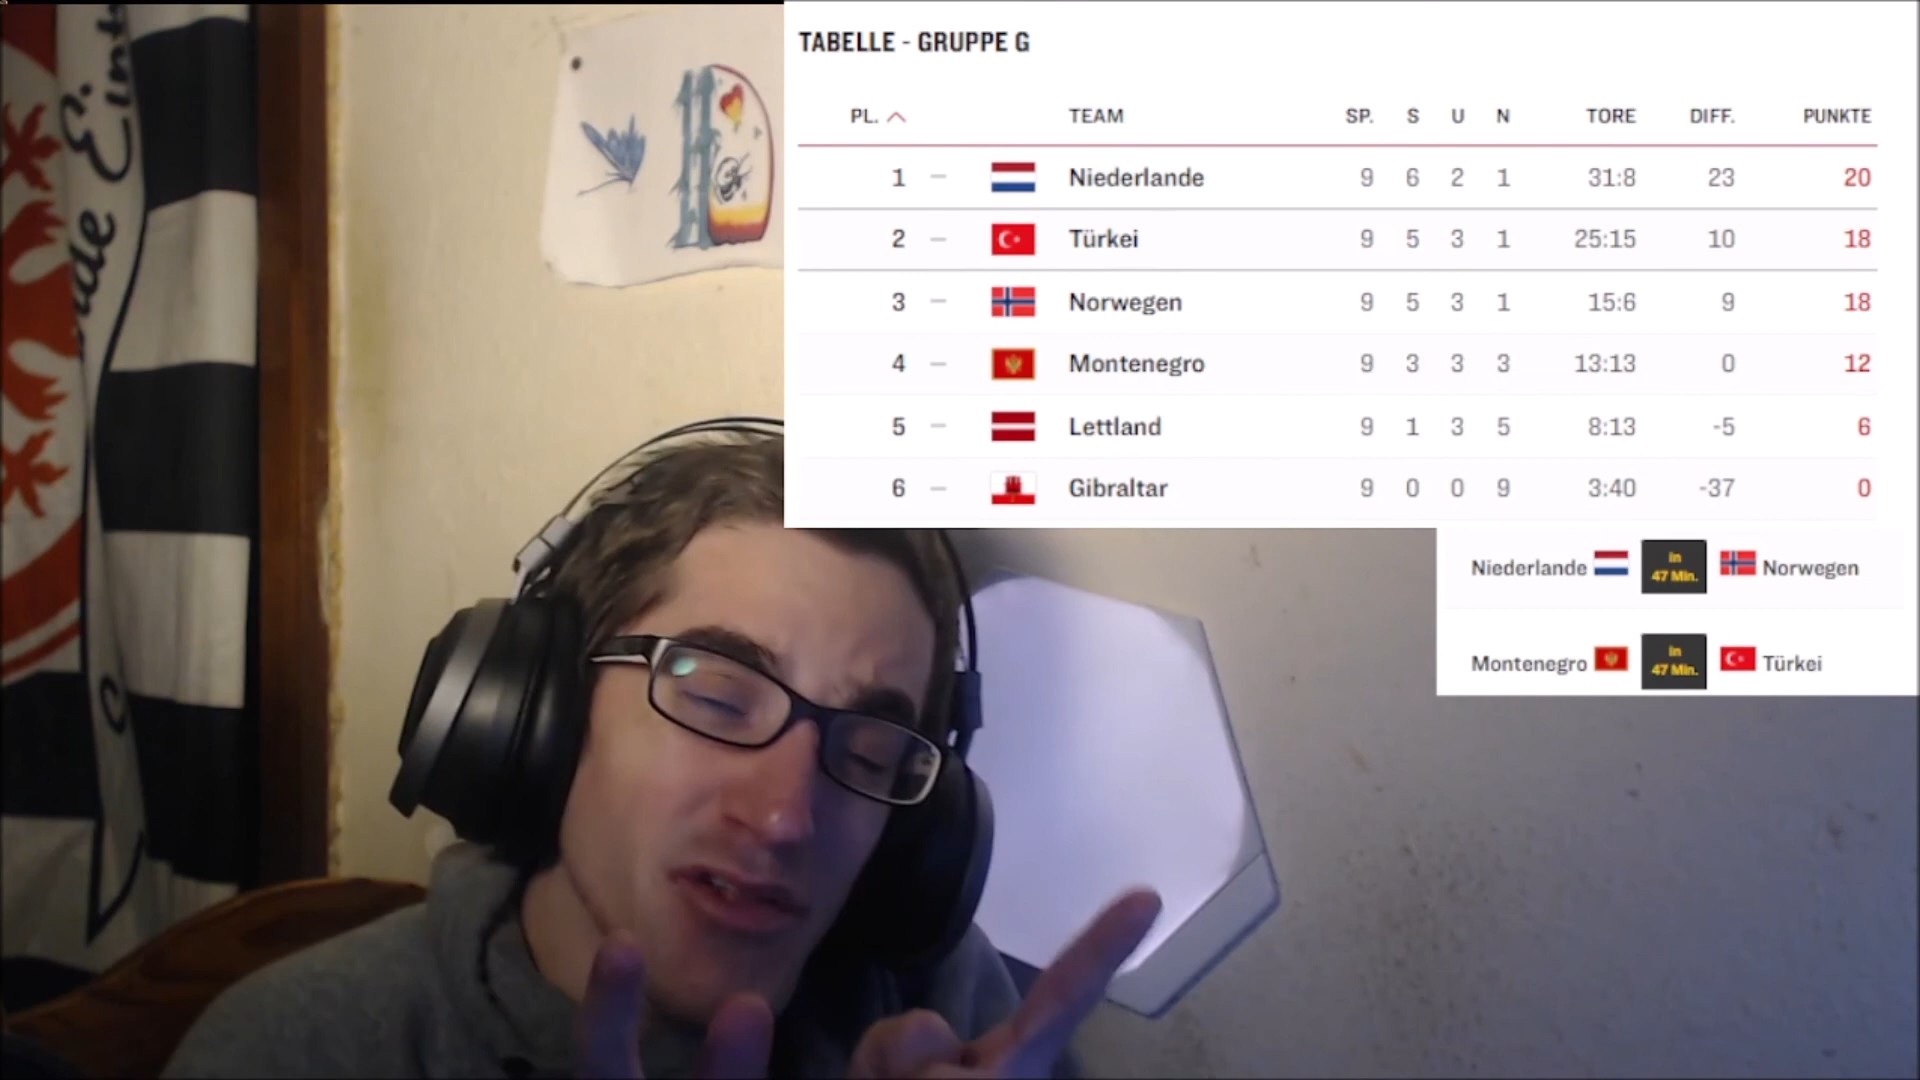 TABELLE - GRUPPE G
PL. TEAM SP. S U N TORE DIFF. PUNKTE
1 – Niederlande 9 6 2 1 31:8 23 20
2 – Türkei 9 5 3 1 25:15 10 18
3 – Norwegen 9 5 3 1 15:6 9 18
4 – Montenegro 9 3 3 3 13:13 0 12
5 – Lettland 9 1 3 5 8:13 -5 6
6 – Gibraltar 9 0 0 9 3:40 -37 0
Niederlande in 47 Min. Norwegen
Montenegro in 47 Min. Türkei